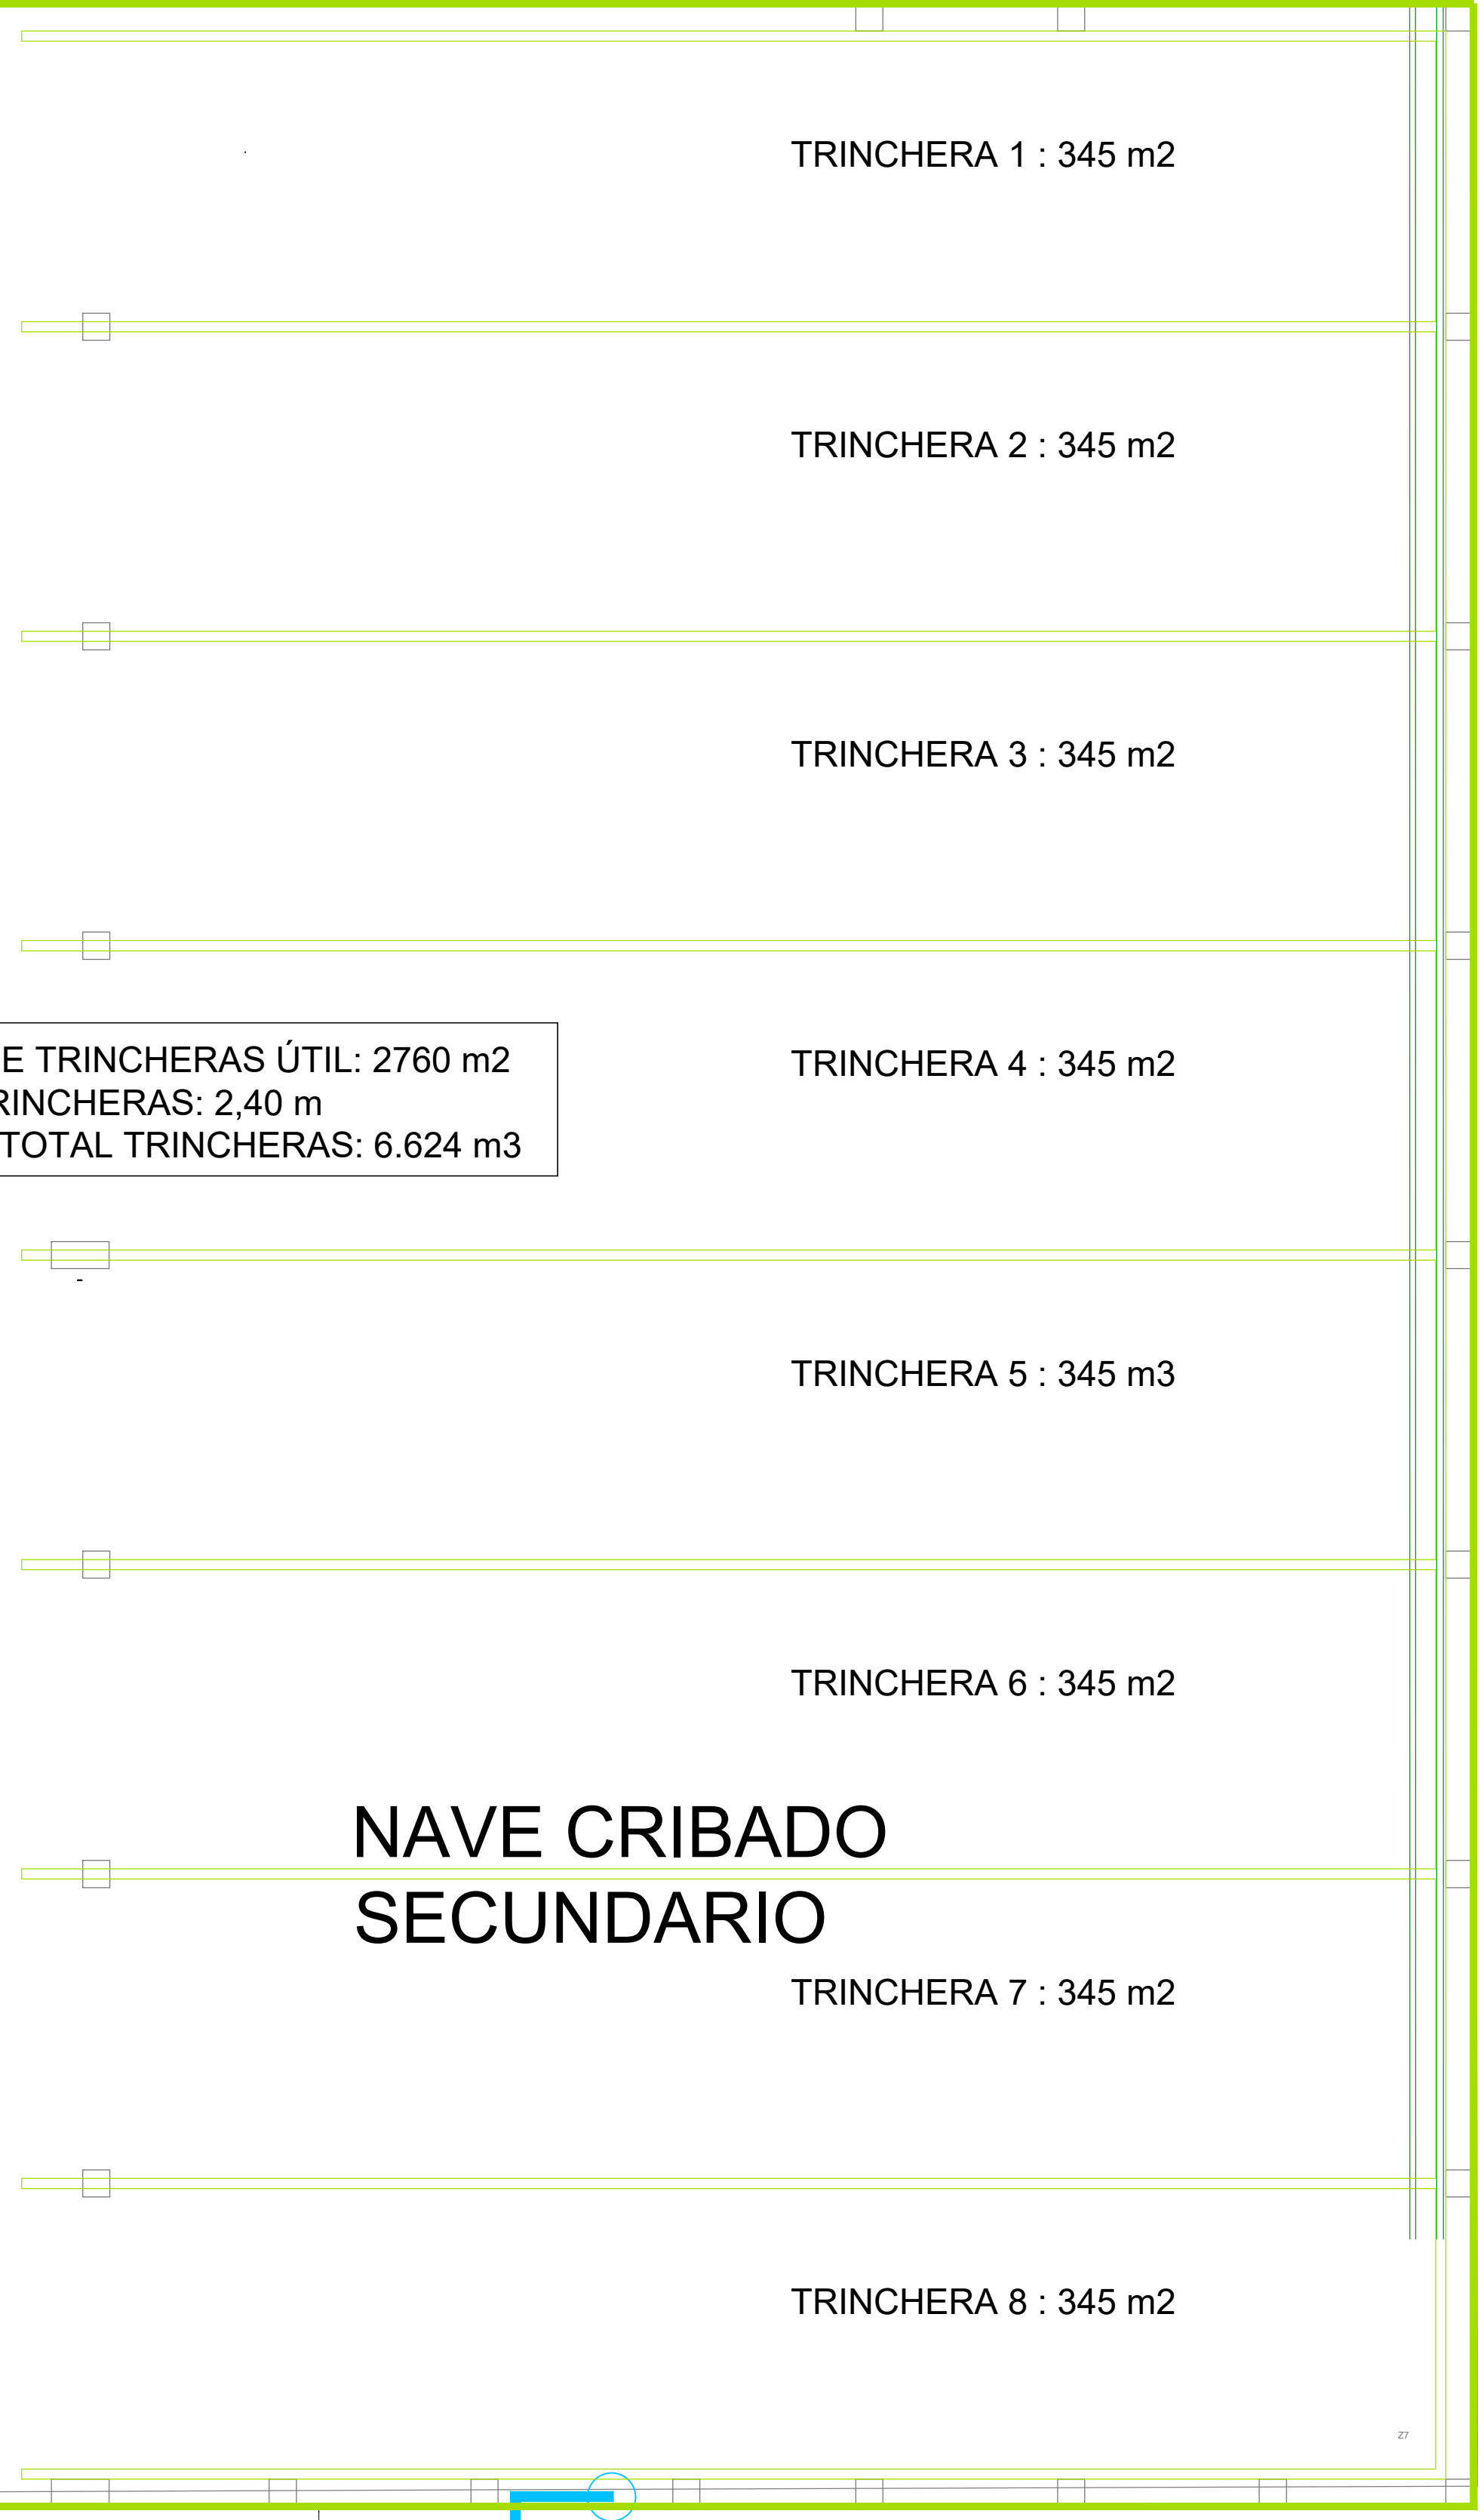 TRINCHERA 1 : 345 m2
TRINCHERA 2 : 345 m2
TRINCHERA 3 : 345 m2
E TRINCHERAS ÚTIL: 2760 m2
RINCHERAS: 2,40 m
TOTAL TRINCHERAS: 6.624 m3
TRINCHERA 4 : 345 m2
TRINCHERA 5 : 345 m3
TRINCHERA 6 : 345 m2
NAVE CRIBADO
SECUNDARIO
TRINCHERA 7 : 345 m2
TRINCHERA 8 : 345 m2
Z7